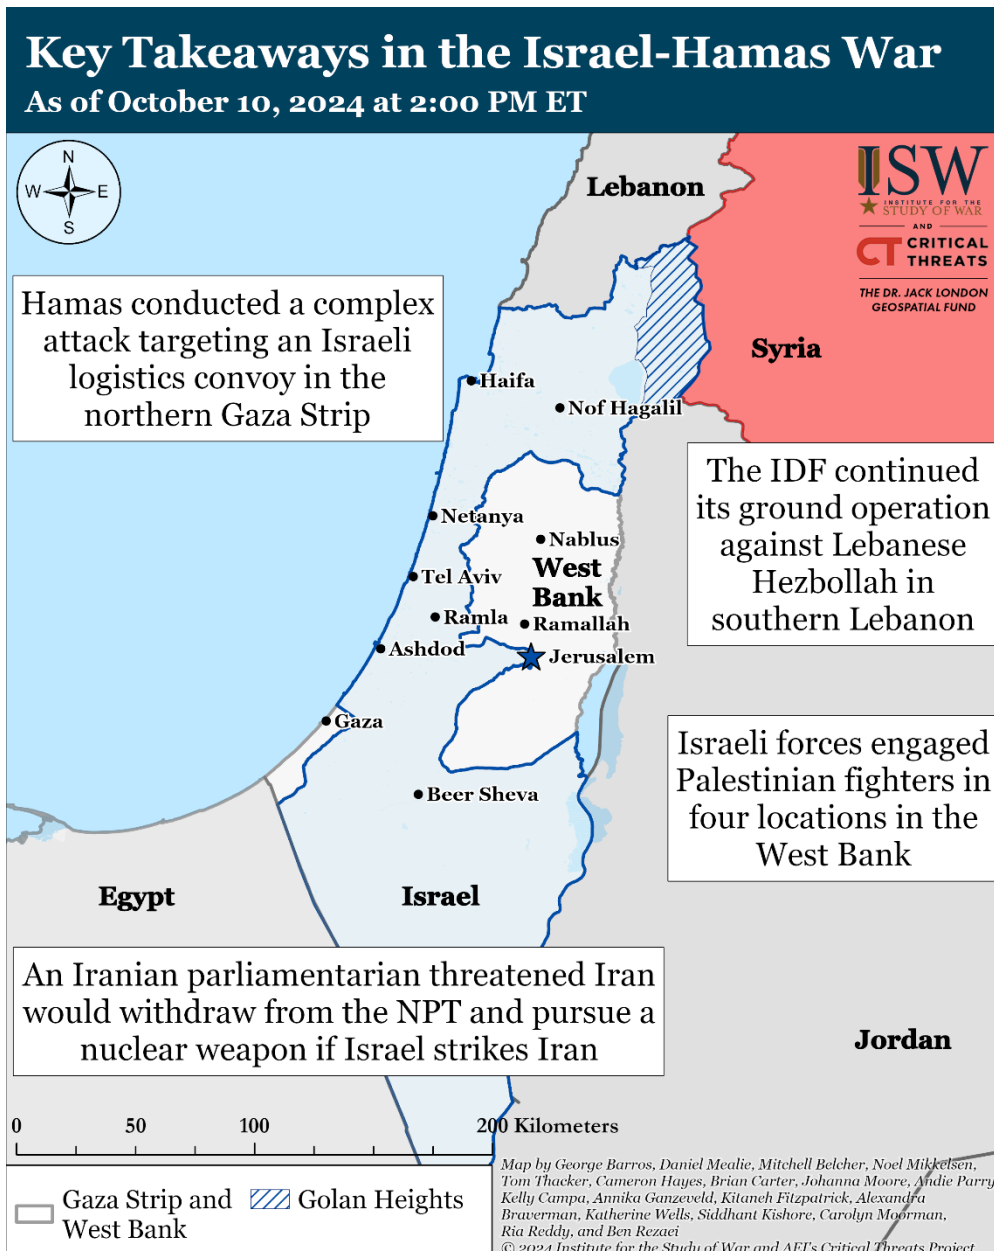 Key Takeaways in the Israel-Hamas War
As of October 10, 2024 at 2:00 PM ET
N
W
E
S
Lebanon
ISW
INSTITUTE FOR THE
STUDY OF WAR
AND
CT CRITICAL
THREATS
THE DR. JACK LONDON
GEOSPATIAL FUND
Hamas conducted a complex
attack targeting an Israeli
logistics convoy in the
northern Gaza Strip
Syria
Haifa
Nof Hagalil
The IDF continued
its ground operation
against Lebanese
Hezbollah in
southern Lebanon
Netanya
Nablus
West
Bank
Tel Aviv
Ramla
Ramallah
Ashdod
Jerusalem
Gaza
Israeli forces engaged
Palestinian fighters in
four locations in the
West Bank
Beer Sheva
Egypt
Israel
An Iranian parliamentarian threatened Iran
would withdraw from the NPT and pursue a
nuclear weapon if Israel strikes Iran
Jordan
0 50 100 200 Kilometers
Gaza Strip and
West Bank
Golan Heights
Map by George Barros, Daniel Mealie, Mitchell Belcher, Noel Mikkelsen,
Tom Thacker, Cameron Hayes, Brian Carter, Johanna Moore, Andie Parry,
Kelly Campa, Annika Ganzeveld, Kitaneh Fitzpatrick, Alexandra
Braverman, Katherine Wells, Siddhant Kishore, Carolyn Moorman,
Ria Reddy, and Ben Rezaei
© 2024 Institute for the Study of War and AEI's Critical Threats Project